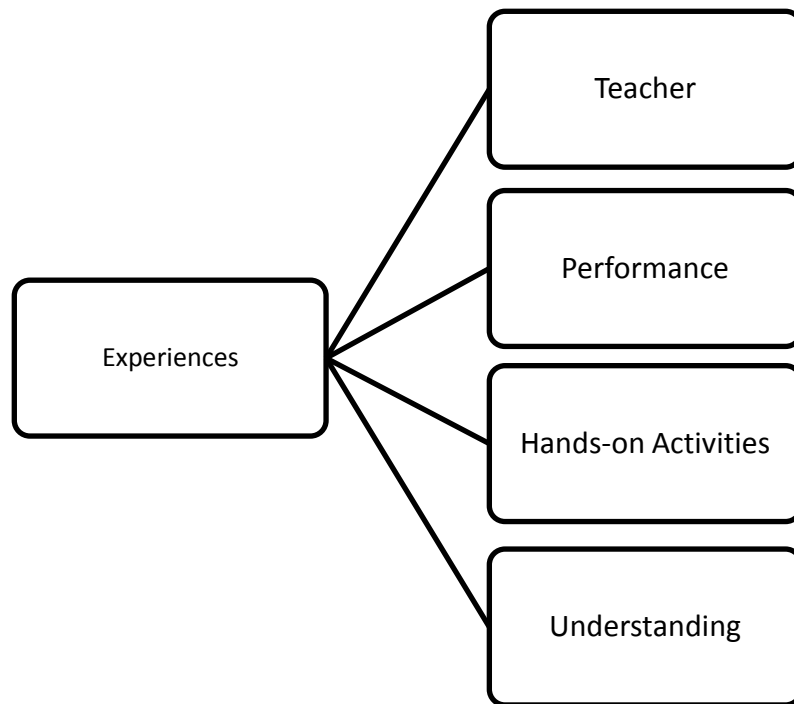 Teacher
Performance
Experiences
Hands-on Activities
Understanding